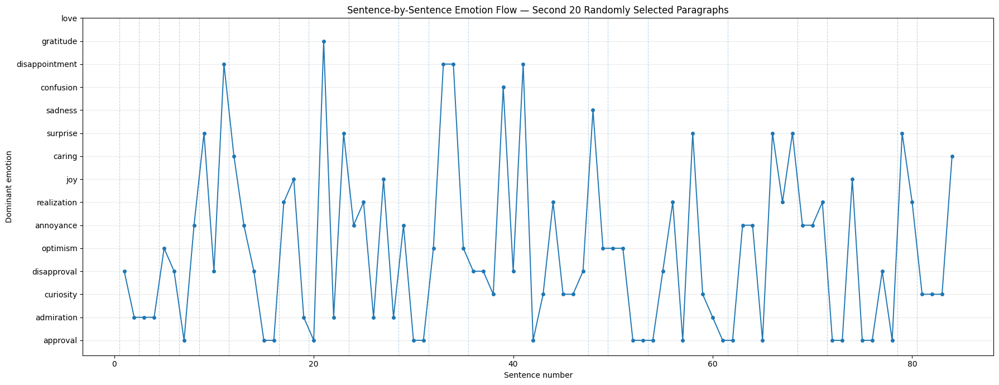 Sentence-by-Sentence Emotion Flow — Second 20 Randomly Selected Paragraphs
love
gratitude
disappointment
confusion
sadness
surprise
caring
joy
realization
annoyance
optimism
disapproval
curiosity
admiration
approval
Dominant emotion
0 20 40 60 80
Sentence number